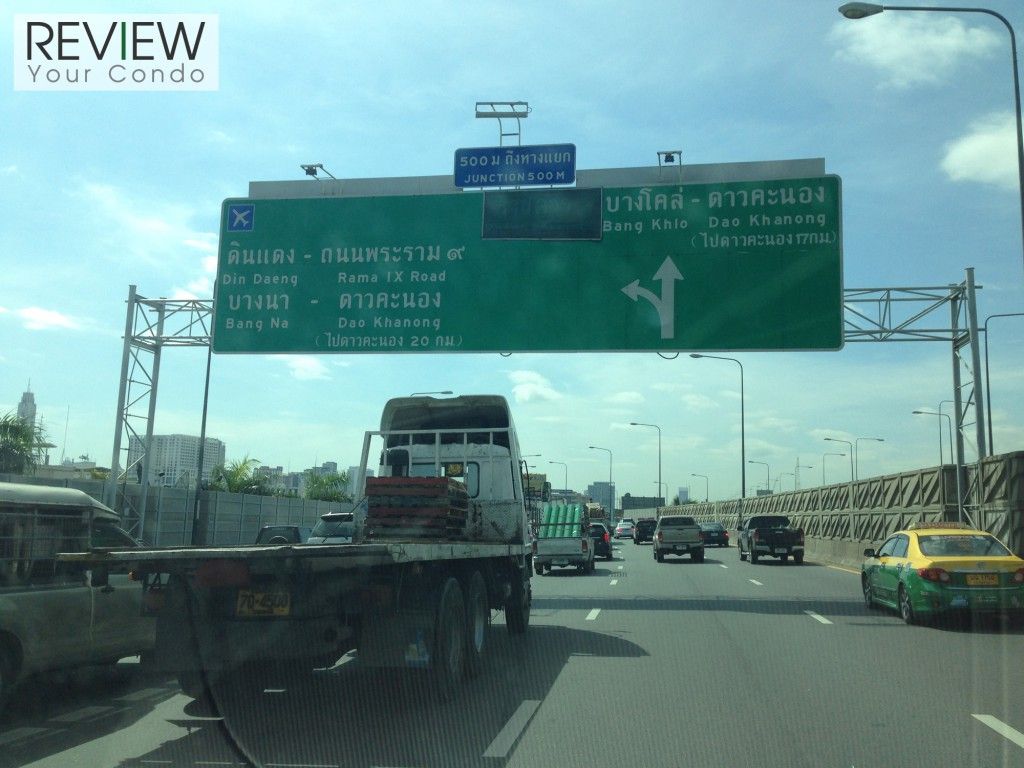 REVIEW
Your Condo
500 ม ถึงทางแยก
JUNCTION 500 M
บางโคล่ - ดาวคะนอง
Bang Khlo Dao Khanong
(ไปดาวคะนอง 17 กม.)
ดินแดง - ถนนพระราม ๙
Din Daeng Rama IX Road
บางนา - ดาวคะนอง
Bang Na Dao Khanong
(ไปดาวคะนอง 20 กม.)